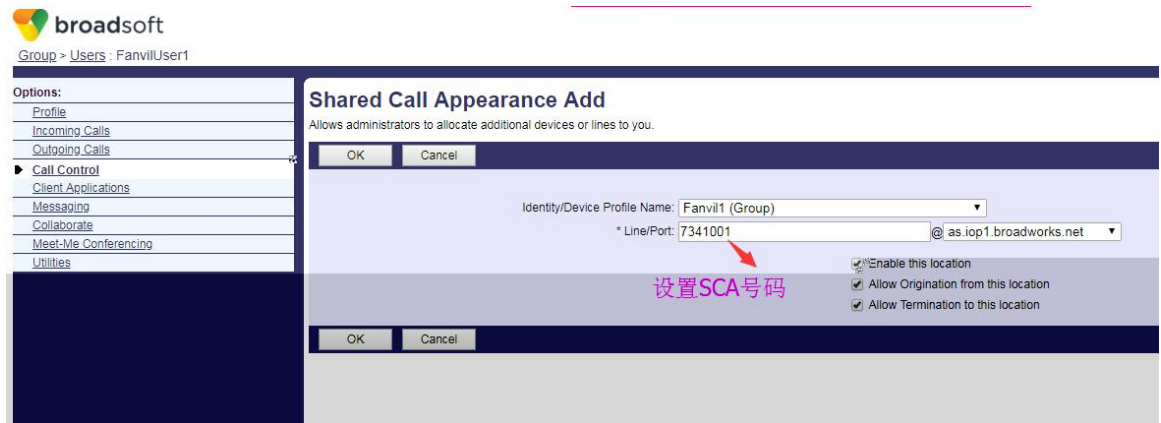 broadsoft
Group > Users : FanvilUser1
Options:
Profile
Incoming Calls
Outgoing Calls
Call Control
Client Applications
Messaging
Collaborate
Meet-Me Conferencing
Utilities
Shared Call Appearance Add
Allows administrators to allocate additional devices or lines to you.
OK Cancel
Identity/Device Profile Name: Fanvil1 (Group)
* Line/Port: 7341001 @ as.iop1.broadworks.net
设置SCA号码
Enable this location
Allow Origination from this location
Allow Termination to this location
OK Cancel